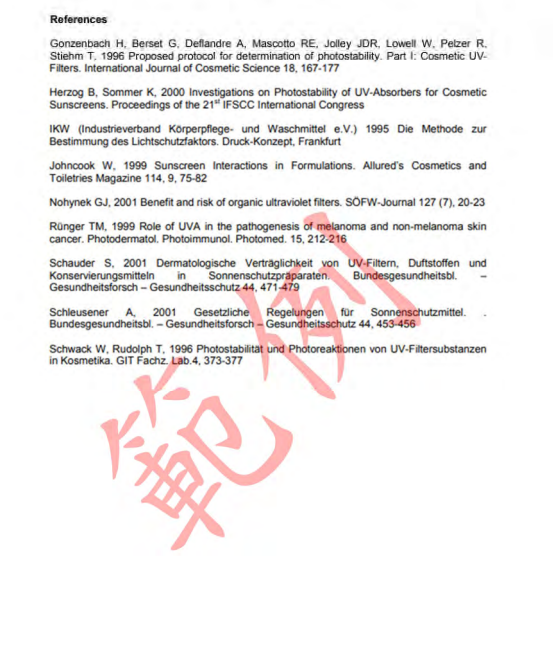 References
Gonzenbach H, Berset G, Deflandre A, Mascotto RE, Jolley JDR, Lowell W, Pelzer R,
Stiehm T, 1996 Proposed protocol for determination of photostability. Part I: Cosmetic UV-
Filters. International Journal of Cosmetic Science 18, 167-177
Herzog B, Sommer K, 2000 Investigations on Photostability of UV-Absorbers for Cosmetic
Sunscreens. Proceedings of the 21st IFSCC International Congress
IKW (Industrieverband Körperpflege- und Waschmittel e.V.) 1995 Die Methode zur
Bestimmung des Lichtschutzfaktors. Druck-Konzept, Frankfurt
Johncook W, 1999 Sunscreen Interactions in Formulations. Allured's Cosmetics and
Toiletries Magazine 114, 9, 75-82
Nohynek GJ, 2001 Benefit and risk of organic ultraviolet filters. SÖFW-Journal 127 (7), 20-23
Rünger TM, 1999 Role of UVA in the pathogenesis of melanoma and non-melanoma skin
cancer. Photodermatol. Photoimmunol. Photomed. 15, 212-216
Schauder S, 2001 Dermatologische Verträglichkeit von UV-Filtern, Duftstoffen und
Konservierungsmitteln in Sonnenschutzpräparaten. Bundesgesundheitsbl. –
Gesundheitsforsch – Gesundheitsschutz 44, 471-479
Schleusener A, 2001 Gesetzliche Regelungen für Sonnenschutzmittel. .
Bundesgesundheitsbl. – Gesundheitsforsch – Gesundheitsschutz 44, 453-456
Schwack W, Rudolph T, 1996 Photostabilität und Photoreaktionen von UV-Filtersubstanzen
in Kosmetika. GIT Fachz. Lab.4, 373-377
範例